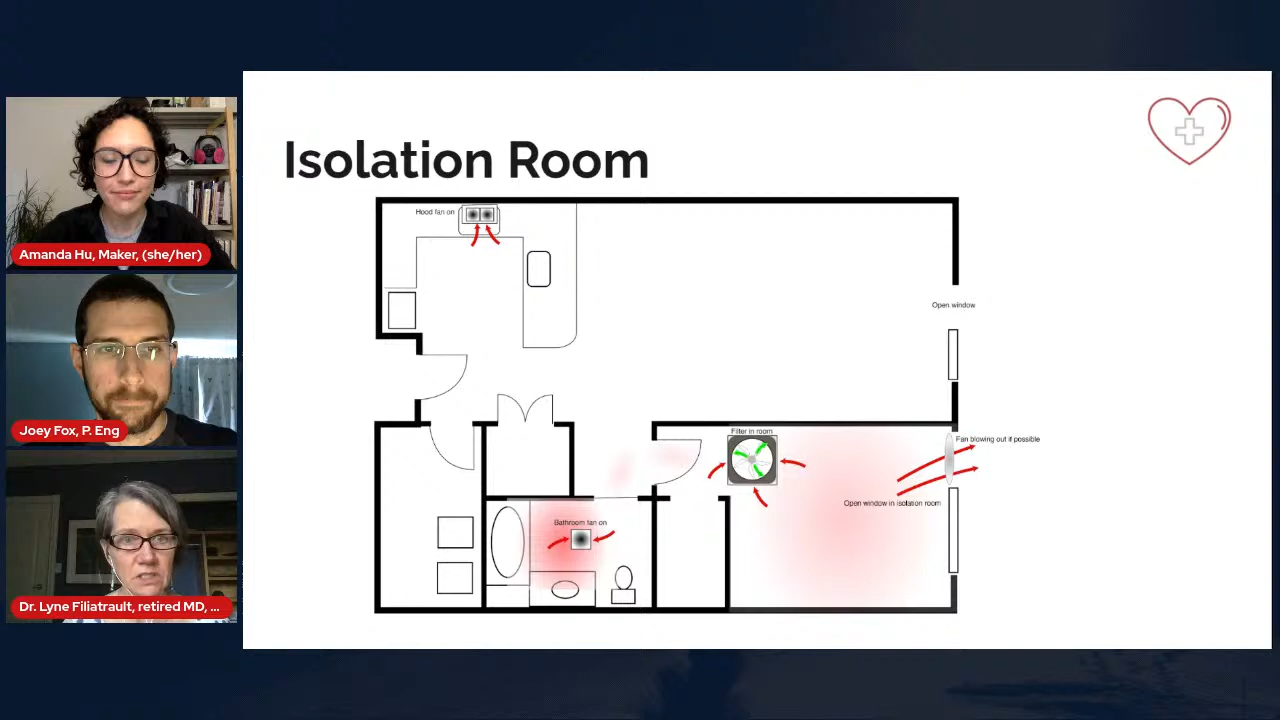 Isolation Room
Hood fan on
Open window
Filter in room
Fan blowing out if possible
Open window in isolation room
Bathroom fan on
Amanda Hu, Maker, (she/her)
Joey Fox, P. Eng
Dr. Lyne Filiatrault, retired MD, ...